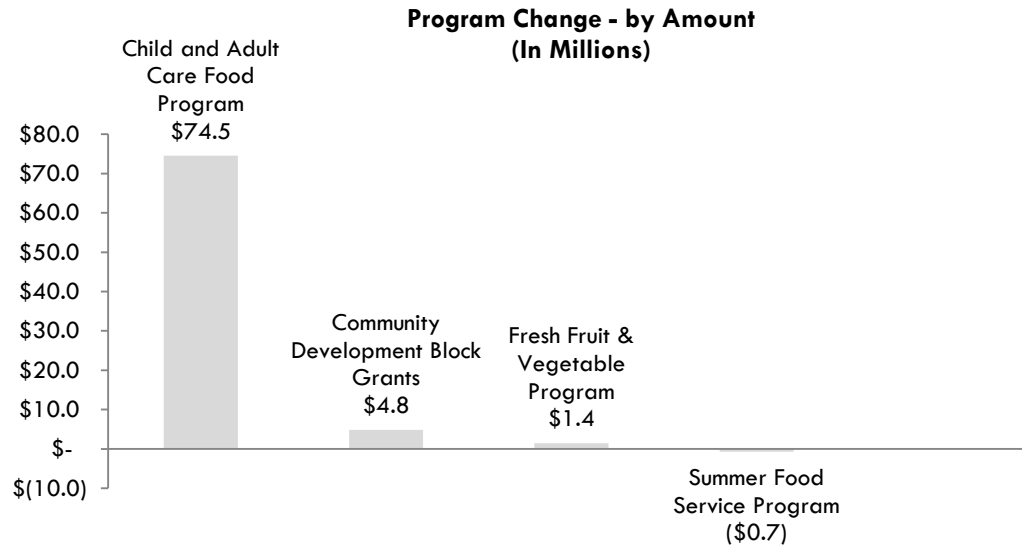 Program Change - by Amount
(In Millions)
Child and Adult
Care Food
Program
$74.5
$80.0
$70.0
$60.0
$50.0
$40.0
$30.0
$20.0
$10.0
$-
$(10.0)
Community
Development Block
Grants
$4.8
Fresh Fruit &
Vegetable
Program
$1.4
Summer Food
Service Program
($0.7)